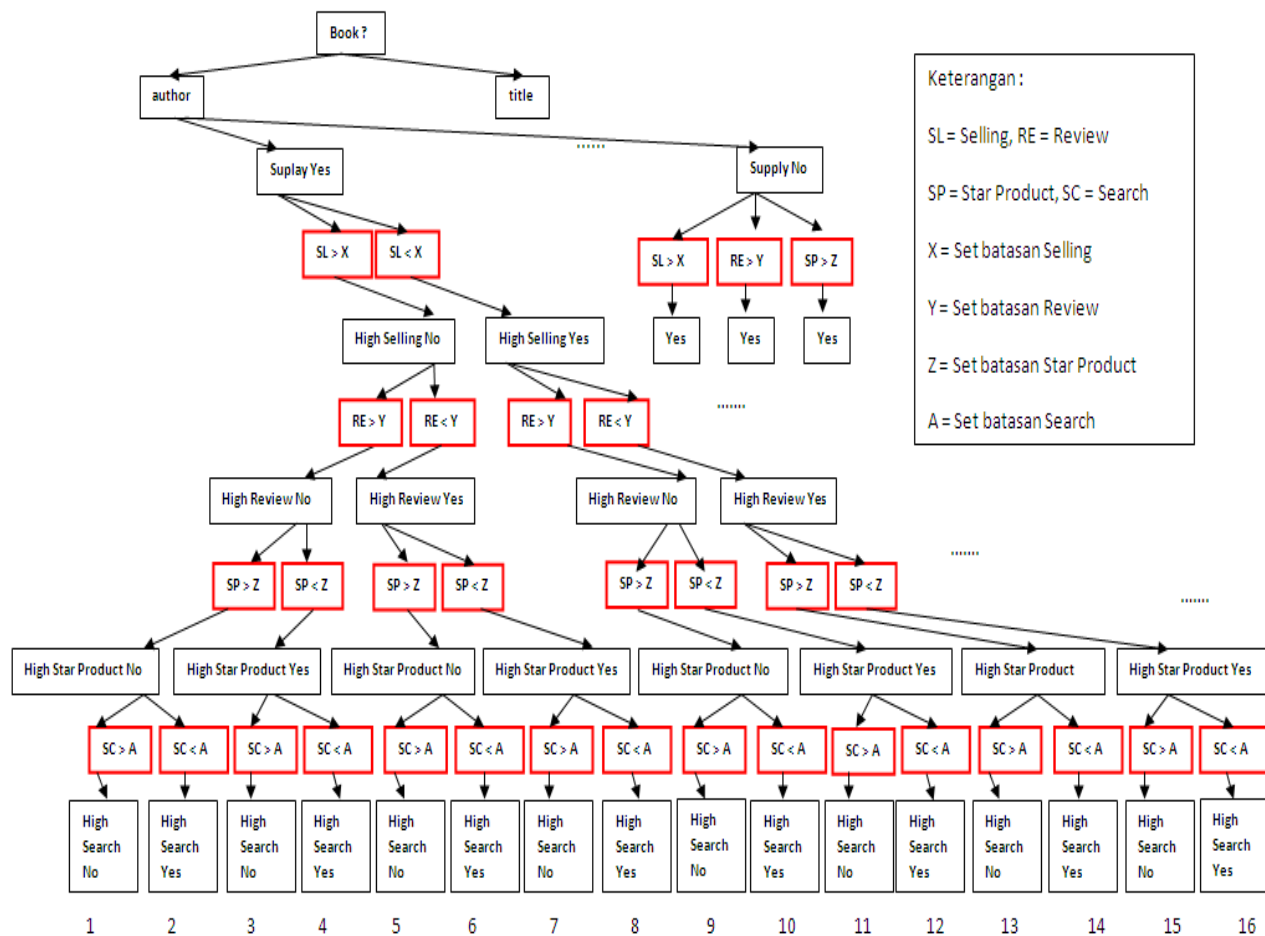 Book ?
author
title
Suplay Yes
......
Supply No
SL > X
SL < X
SL > X
RE > Y
SP > Z
High Selling No
High Selling Yes
Yes
Yes
Yes
RE > Y
RE < Y
RE > Y
RE < Y
.......
High Review No
High Review Yes
High Review No
High Review Yes
.......
SP > Z
SP < Z
SP > Z
SP < Z
SP > Z
SP < Z
SP > Z
SP < Z
.......
High Star Product No
High Star Product Yes
High Star Product No
High Star Product Yes
High Star Product No
High Star Product Yes
High Star Product
High Star Product Yes
SC > A
SC < A
SC > A
SC < A
SC > A
SC < A
SC > A
SC < A
SC > A
SC < A
SC > A
SC < A
SC > A
SC < A
SC > A
SC < A
High
Search
No
High
Search
Yes
High
Search
No
High
Search
Yes
High
Search
No
High
Search
Yes
High
Search
No
High
Search
Yes
High
Search
No
High
Search
Yes
High
Search
No
High
Search
Yes
High
Search
No
High
Search
Yes
High
Search
No
High
Search
Yes
1 2 3 4 5 6 7 8 9 10 11 12 13 14 15 16
Keterangan :
SL = Selling, RE = Review
SP = Star Product, SC = Search
X = Set batasan Selling
Y = Set batasan Review
Z = Set batasan Star Product
A = Set batasan Search